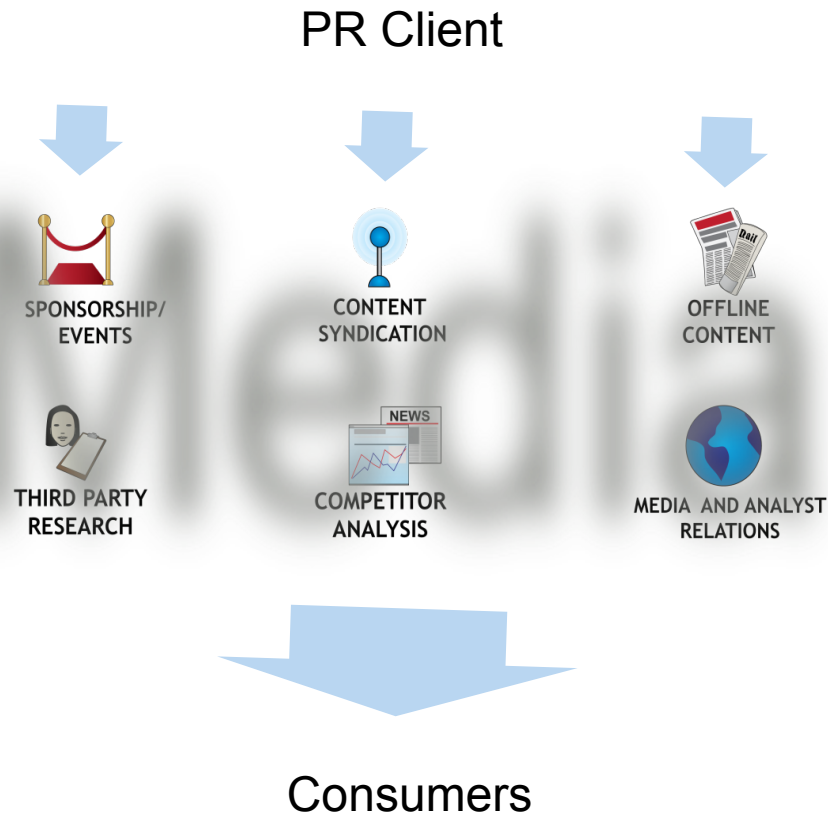 PR Client
Media
SPONSORSHIP/
EVENTS
CONTENT
SYNDICATION
Dail
OFFLINE
CONTENT
THIRD PARTY
RESEARCH
NEWS
COMPETITOR
ANALYSIS
MEDIA AND ANALYST
RELATIONS
Consumers